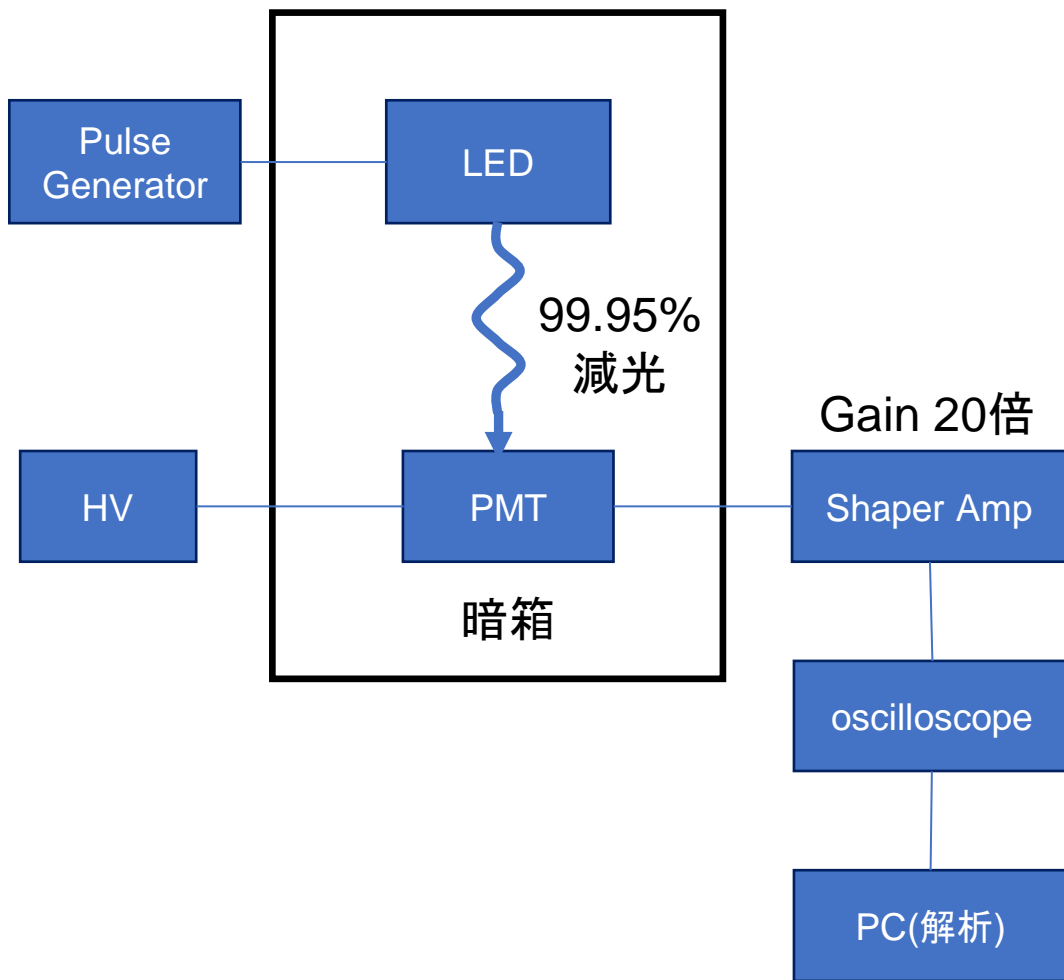 Pulse
Generator
LED
99.95%
減光
Gain 20倍
HV
PMT
Shaper Amp
暗箱
oscilloscope
PC(解析)